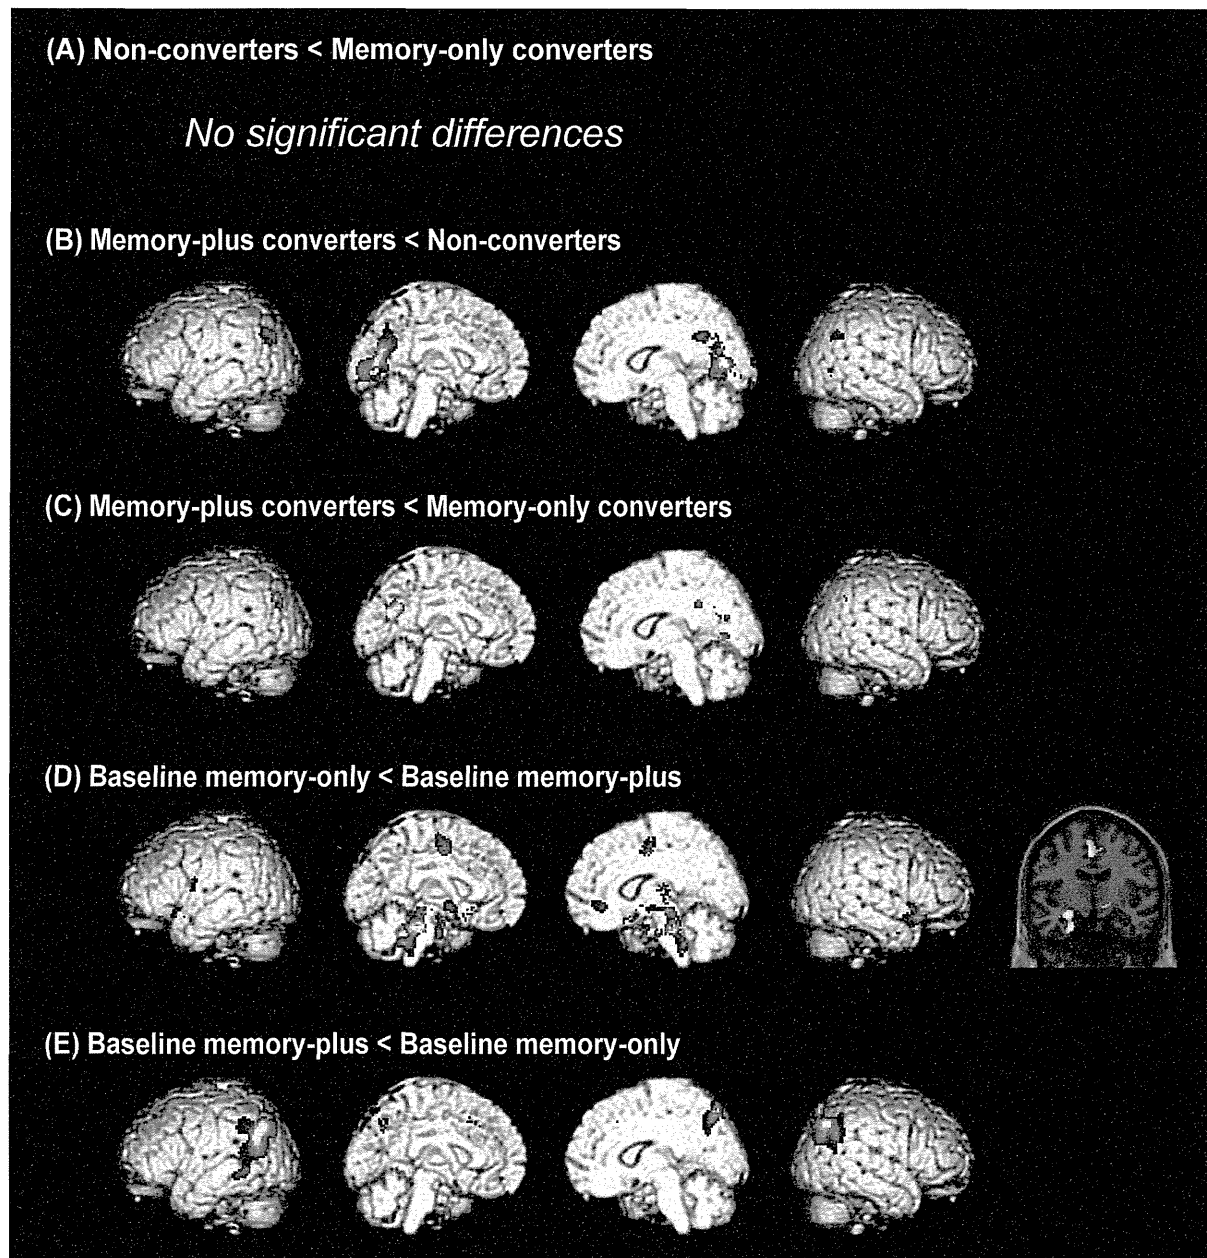 (A) Non-converters < Memory-only converters
No significant differences
(B) Memory-plus converters < Non-converters
(C) Memory-plus converters < Memory-only converters
(D) Baseline memory-only < Baseline memory-plus
(E) Baseline memory-plus < Baseline memory-only